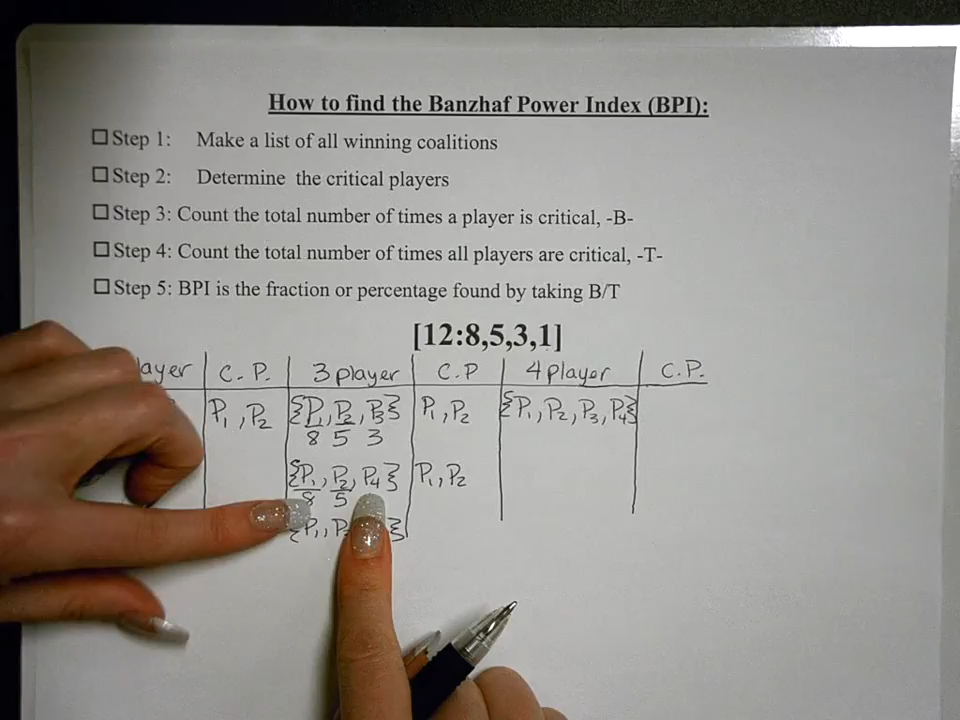 How to find the Banzhaf Power Index (BPI):
Step 1: Make a list of all winning coalitions
Step 2: Determine the critical players
Step 3: Count the total number of times a player is critical, -B-
Step 4: Count the total number of times all players are critical, -T-
Step 5: BPI is the fraction or percentage found by taking B/T
[12:8,5,3,1]
layer C.P. 3 player C.P 4 player C.P.
P1, P2 {P1, P2, P3} P1, P2 {P1, P2, P3, P4}
8 5 3
{P1, P2, P4} P1, P2
8 5
{P1, P }